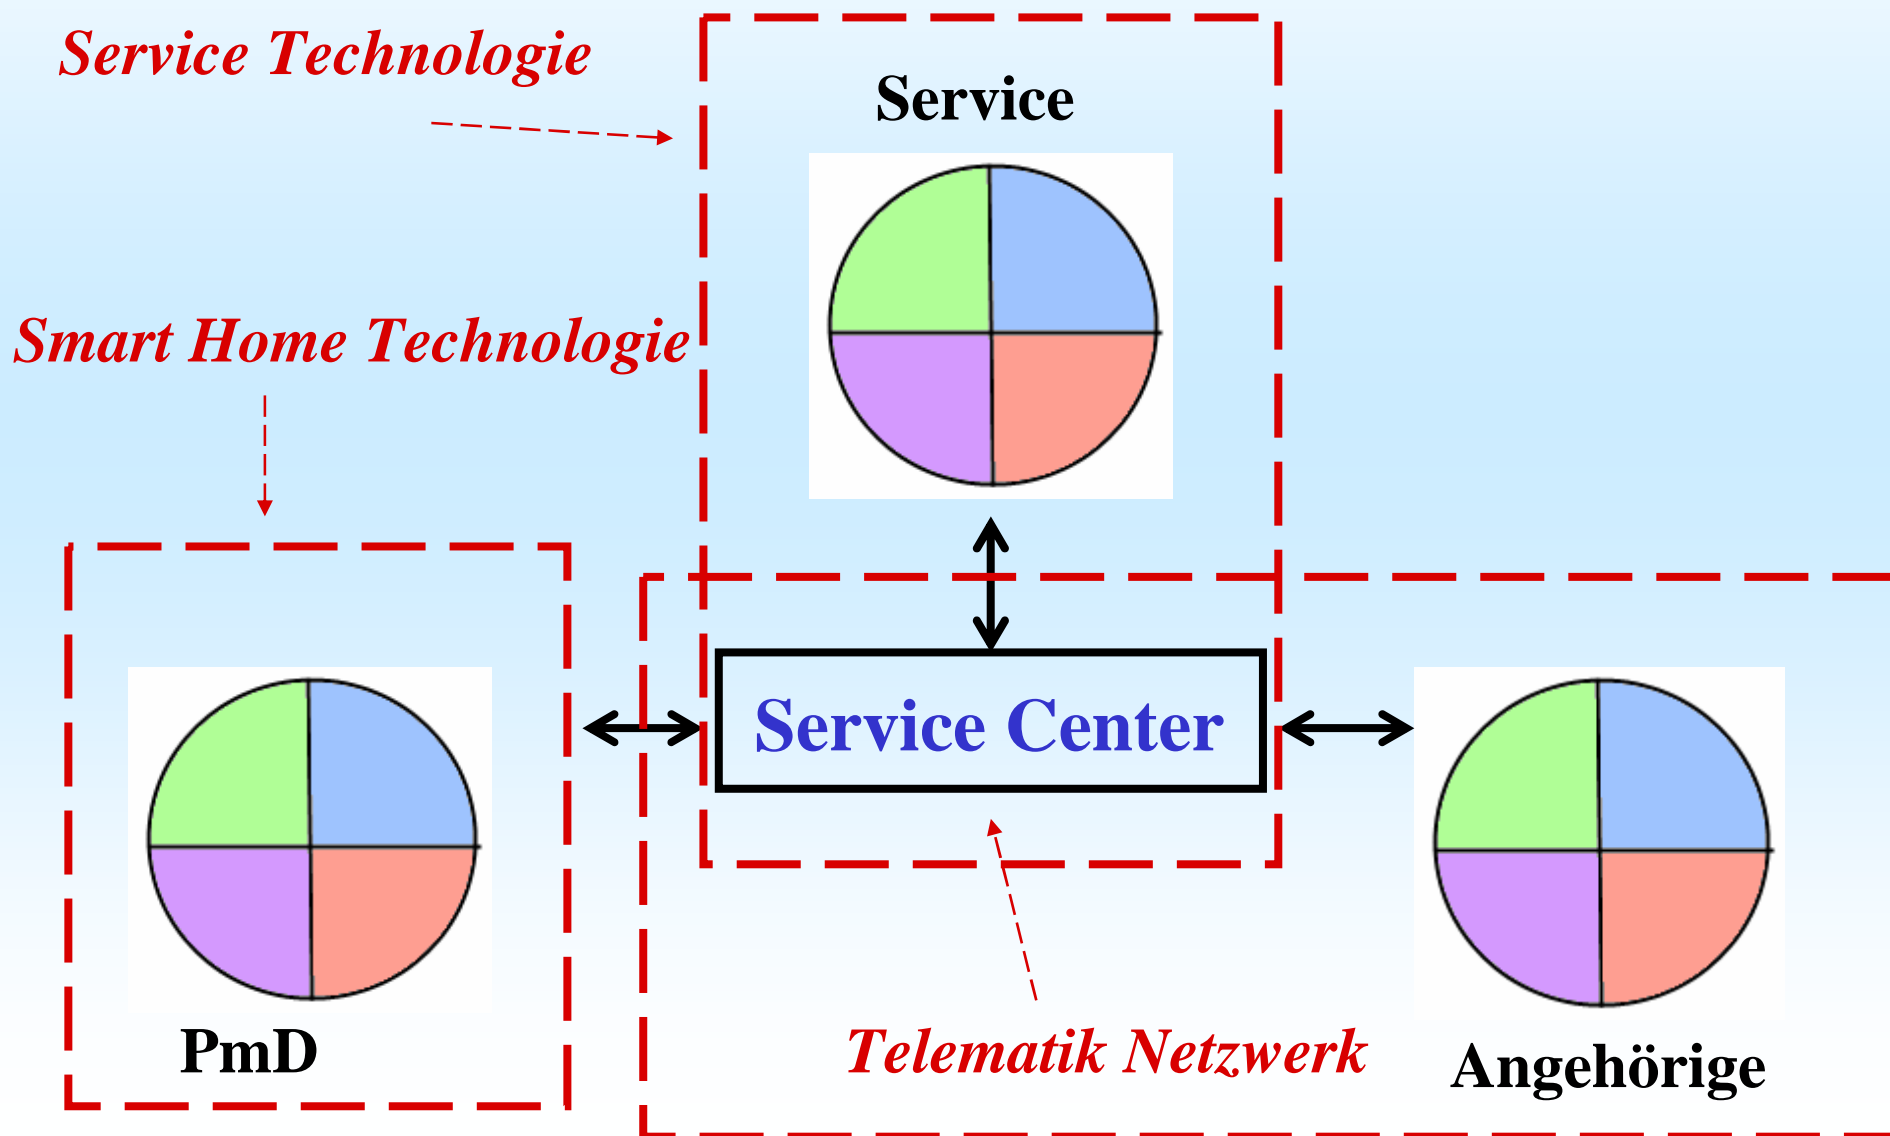 Service Technologie
Service
Smart Home Technologie
Service Center
PmD
Telematik Netzwerk
Angehörige